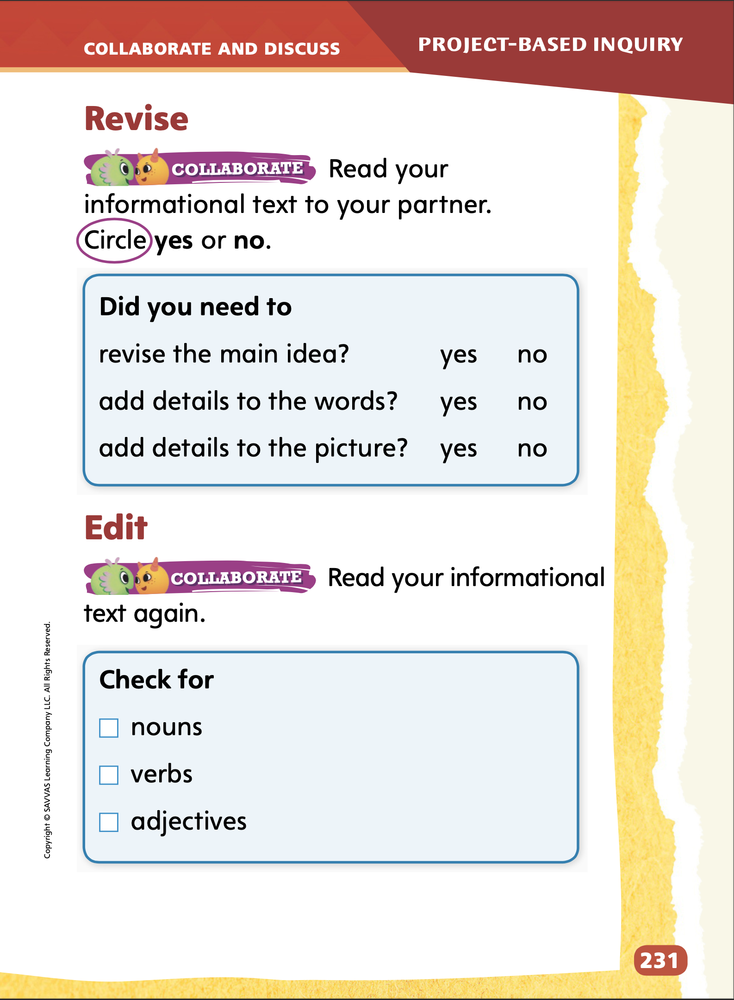 COLLABORATE AND DISCUSS
PROJECT-BASED INQUIRY
Revise
COLLABORATE Read your
informational text to your partner.
Circle yes or no.
Did you need to
revise the main idea? yes no
add details to the words? yes no
add details to the picture? yes no
Edit
COLLABORATE Read your informational
text again.
Check for
nouns
verbs
adjectives
Copyright © SAVVAS Learning Company LLC. All Rights Reserved.
231